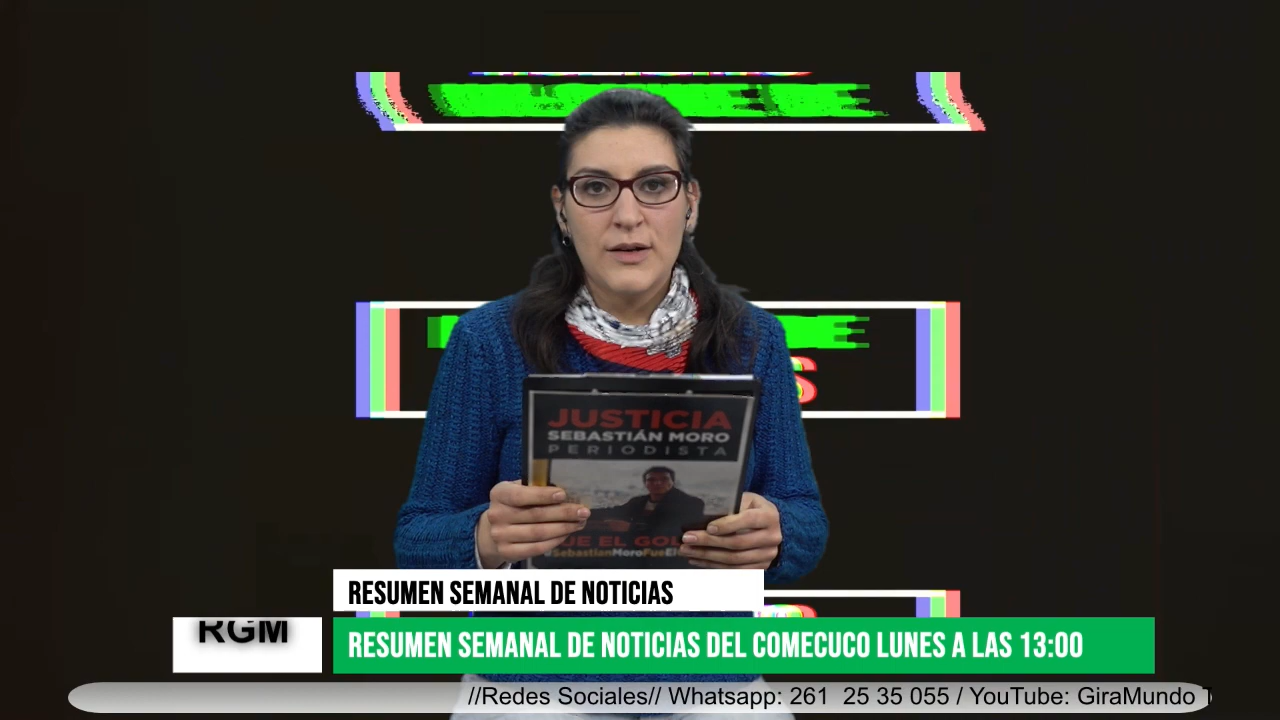 JUSTICIA
SEBASTIÁN MORO
PERIODISTA
RESUMEN SEMANAL DE NOTICIAS
RGM
RESUMEN SEMANAL DE NOTICIAS DEL COMECUCO LUNES A LAS 13:00
//Redes Sociales// Whatsapp: 261 25 35 055 / YouTube: GiraMundo T